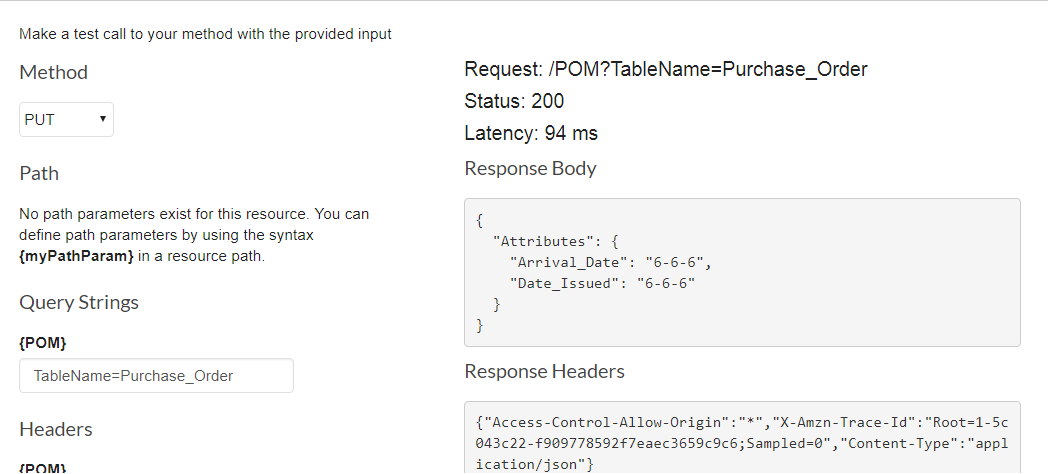 Make a test call to your method with the provided input
Method
PUT
Path
No path parameters exist for this resource. You can
define path parameters by using the syntax
{myPathParam} in a resource path.
Query Strings
{POM}
TableName=Purchase_Order
Headers
{POM}
Request: /POM?TableName=Purchase_Order
Status: 200
Latency: 94 ms
Response Body
{
"Attributes": {
"Arrival_Date": "6-6-6",
"Date_Issued": "6-6-6"
}
}
Response Headers
{"Access-Control-Allow-Origin":"*","X-Amzn-Trace-Id":"Root=1-5c
043c22-f909778592f7eaec3659c9c6;Sampled=0","Content-Type":"appl
ication/json"}